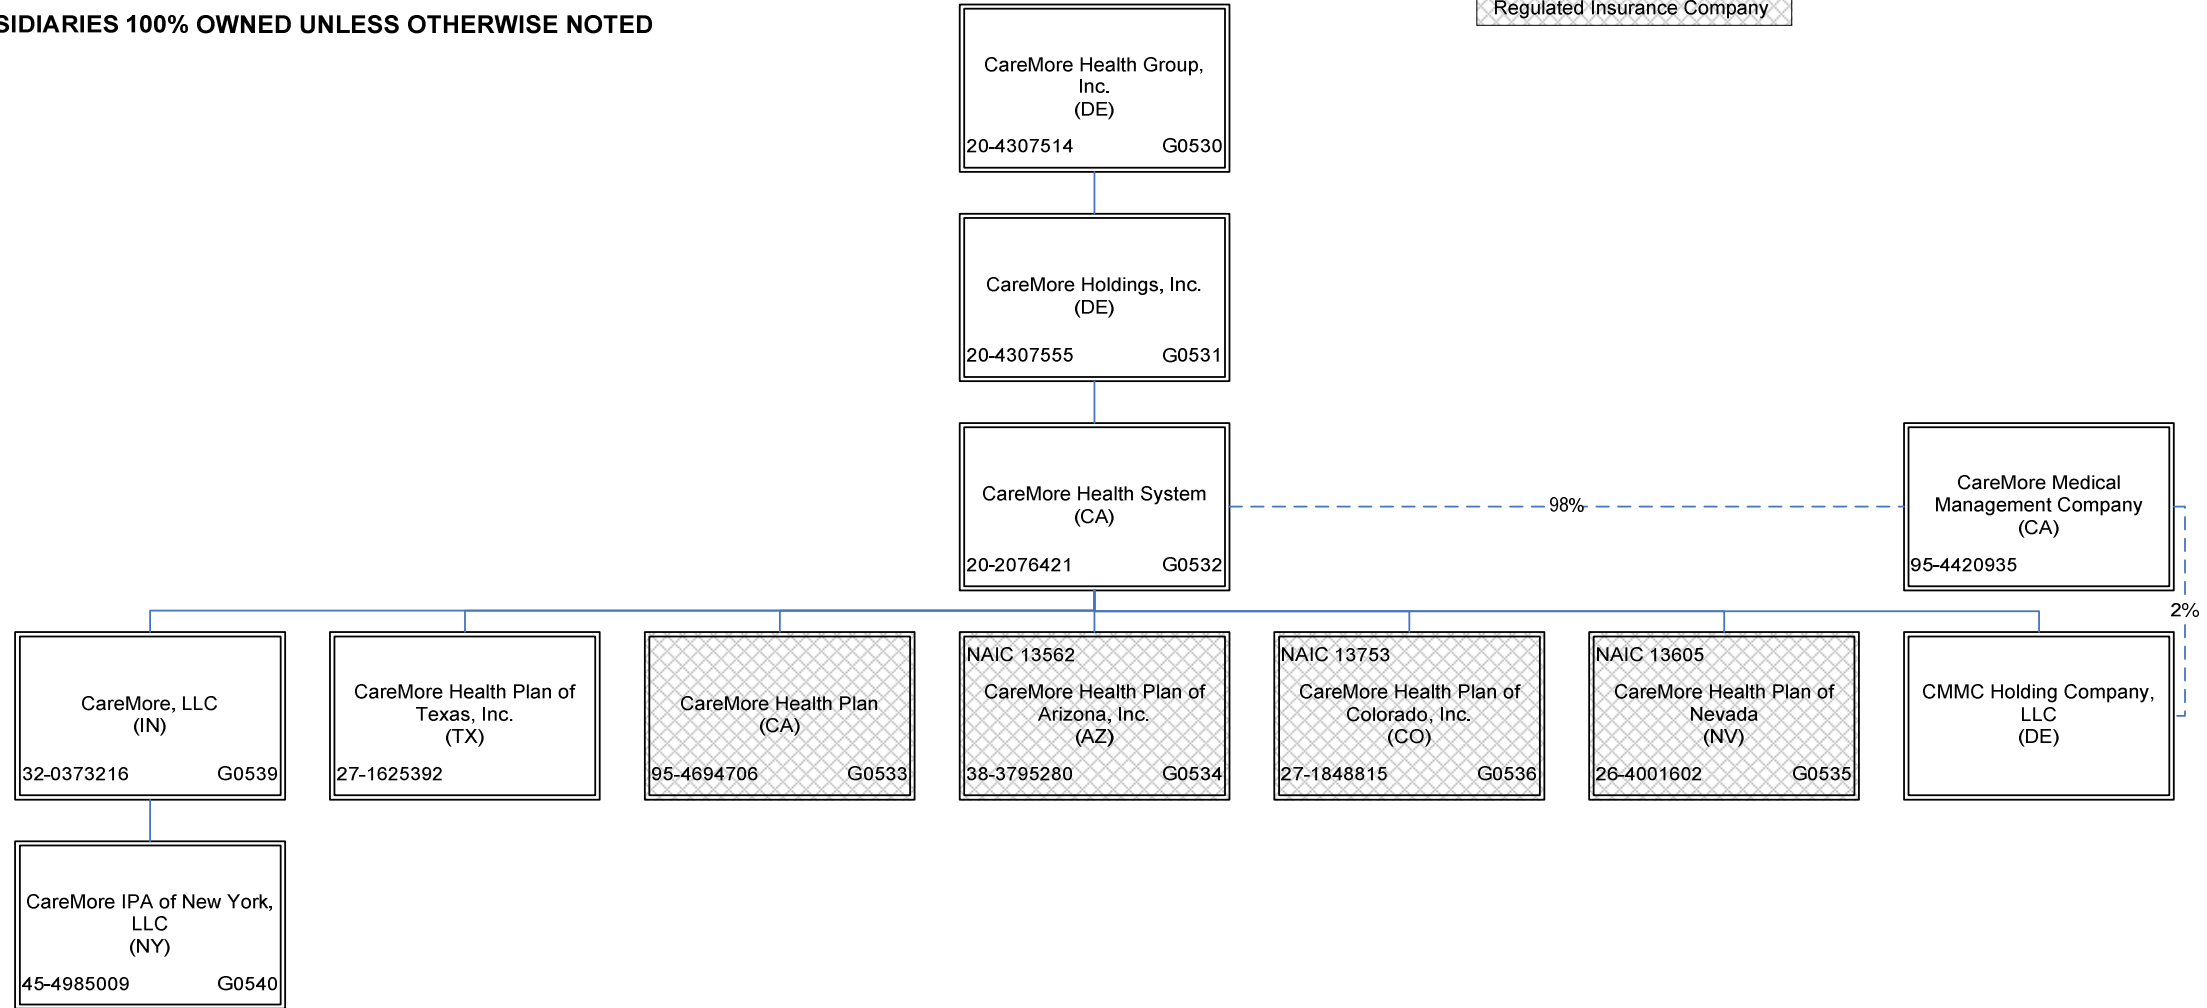 SIDIARIES 100% OWNED UNLESS OTHERWISE NOTED
Regulated Insurance Company
CareMore Health Group,
Inc.
(DE)
20-4307514 G0530
CareMore Holdings, Inc.
(DE)
20-4307555 G0531
CareMore Health System
(CA)
20-2076421 G0532
98%
CareMore Medical
Management Company
(CA)
95-4420935
2%
CareMore, LLC
(IN)
32-0373216 G0539
CareMore Health Plan of
Texas, Inc.
(TX)
27-1625392
CareMore Health Plan
(CA)
95-4694706 G0533
NAIC 13562
CareMore Health Plan of
Arizona, Inc.
(AZ)
38-3795280 G0534
NAIC 13753
CareMore Health Plan of
Colorado, Inc.
(CO)
27-1848815 G0536
NAIC 13605
CareMore Health Plan of
Nevada
(NV)
26-4001602 G0535
CMMC Holding Company,
LLC
(DE)
CareMore IPA of New York,
LLC
(NY)
45-4985009 G0540